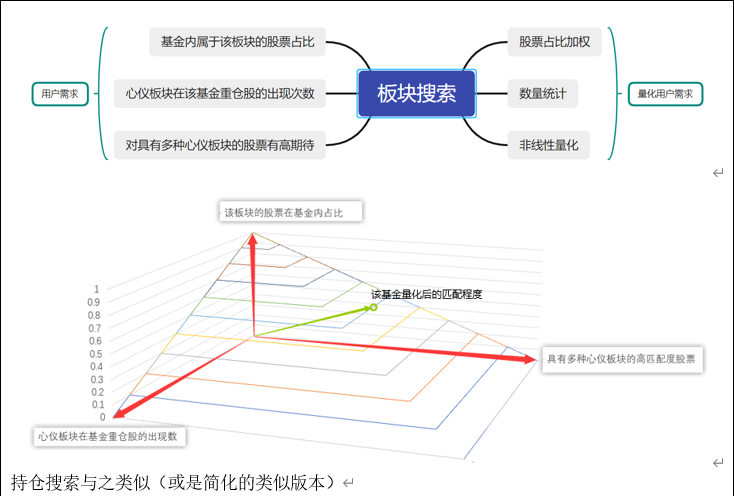 基金内属于该板块的股票占比
股票占比加权
用户需求
心仪板块在该基金重仓股的出现次数
板块搜索
数量统计
量化用户需求
对具有多种心仪板块的股票有高期待
非线性量化
该板块的股票在基金内占比
该基金量化后的匹配程度
1
0.9
0.8
0.7
0.6
0.5
0.4
0.3
0.2
0.1
0
具有多种心仪板块的高匹配度股票
心仪板块在基金重仓股的出现数
持仓搜索与之类似（或是简化的类似版本）